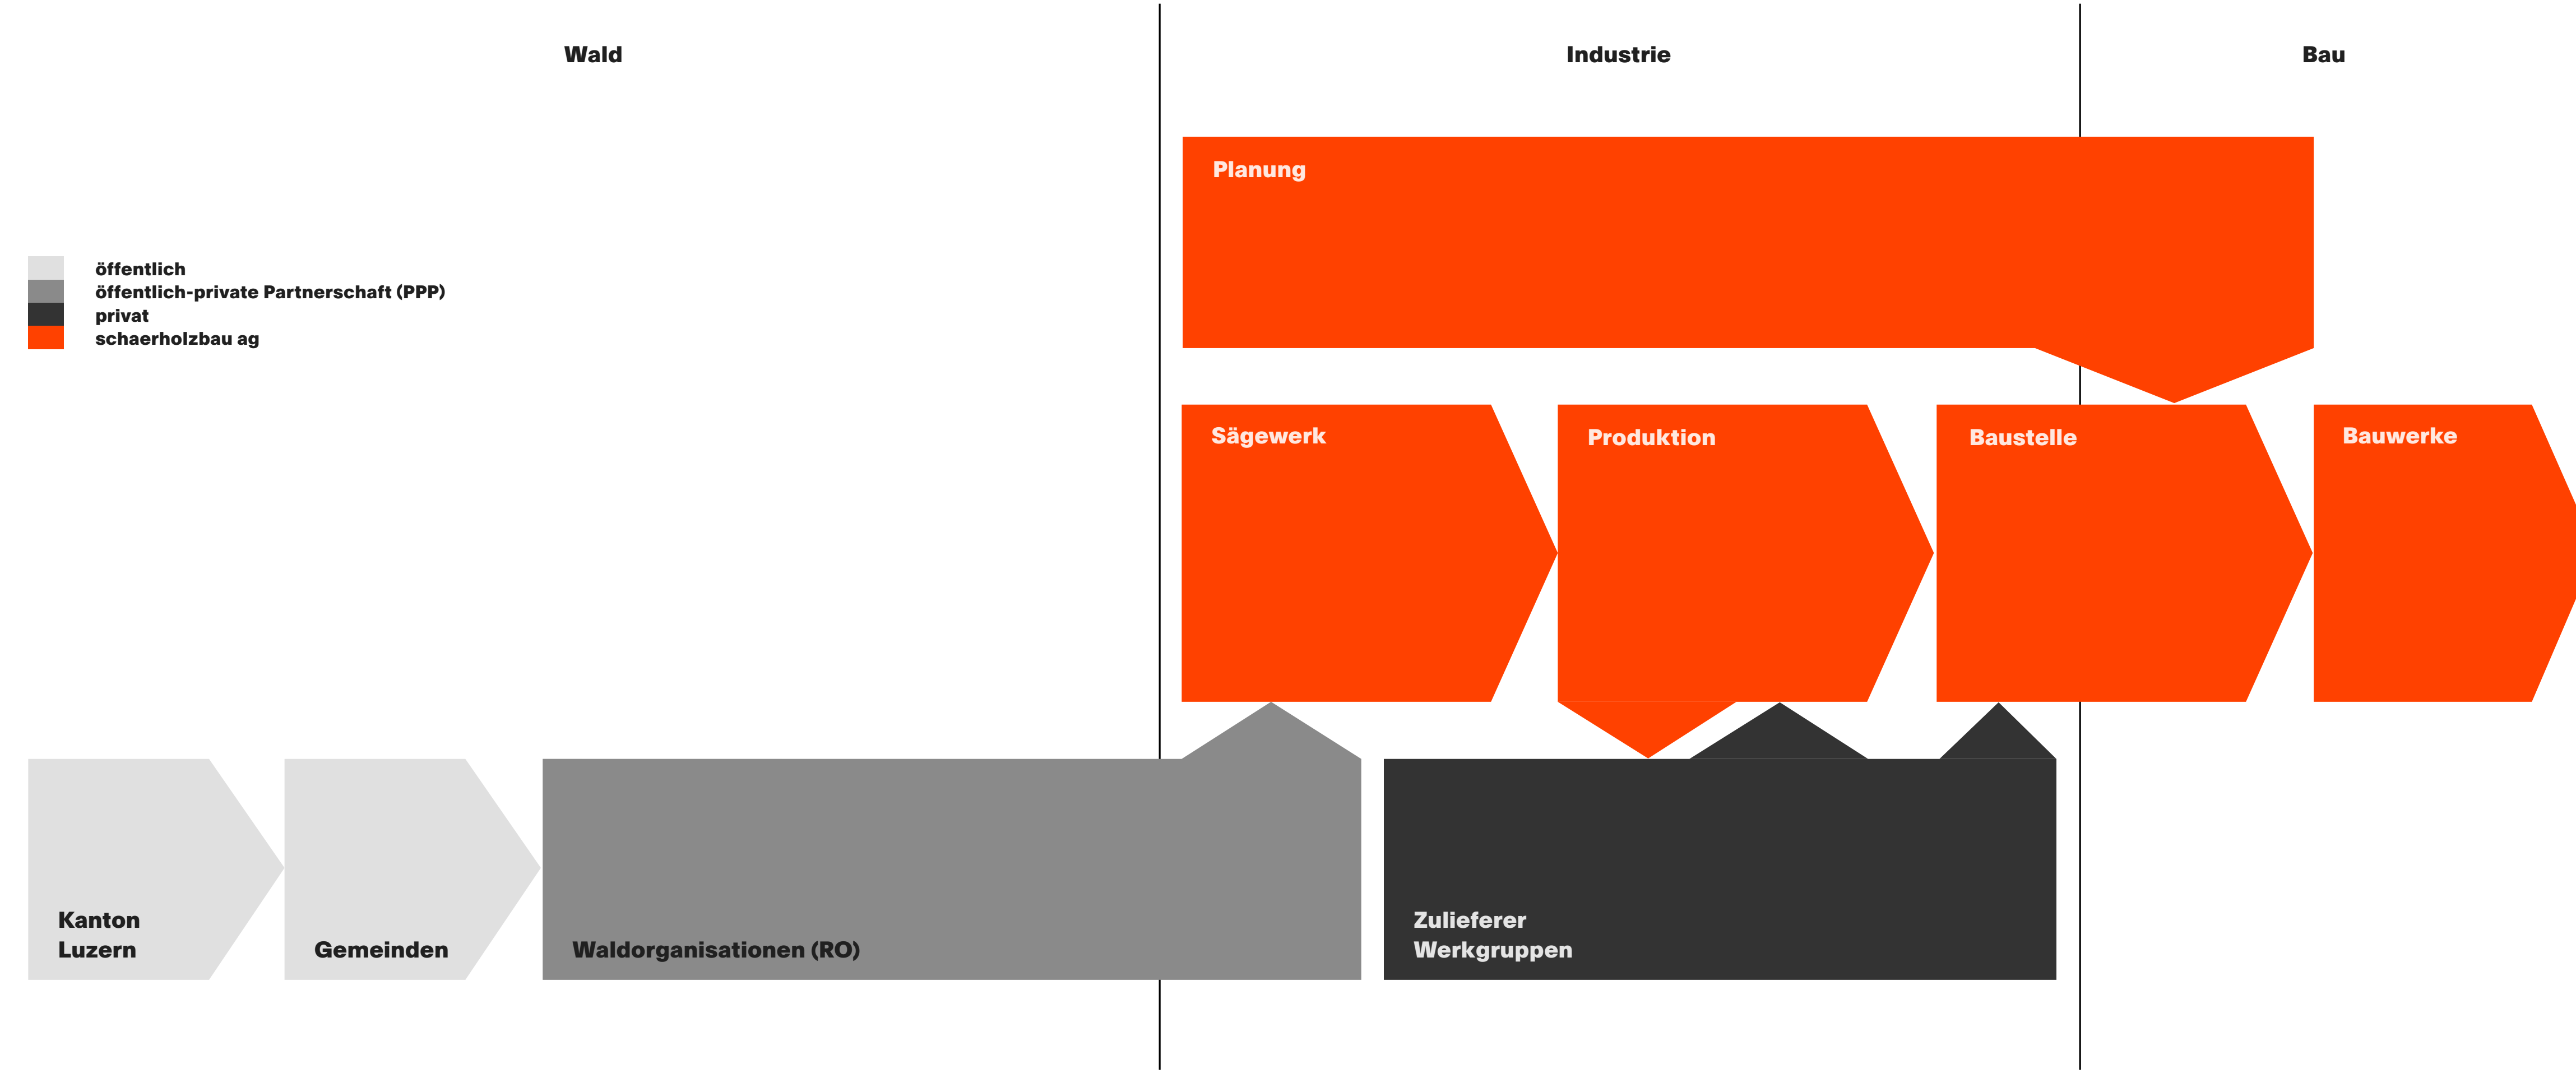 Wald
Industrie
Bau
Planung
öffentlich
öffentlich-private Partnerschaft (PPP)
privat
schaerholzbau ag
Sägewerk
Produktion
Baustelle
Bauwerke
Kanton
Luzern
Gemeinden
Waldorganisationen (RO)
Zulieferer
Werkgruppen